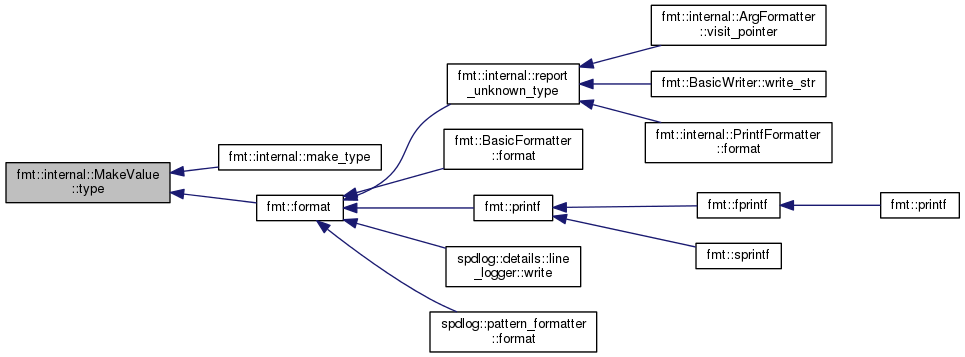 fmt::internal::ArgFormatter
::visit_pointer
fmt::internal::report
_unknown_type
fmt::BasicWriter::write_str
fmt::internal::PrintfFormatter
::format
fmt::BasicFormatter
::format
fmt::internal::make_type
fmt::internal::MakeValue
::type
fmt::format
fmt::printf
fmt::fprintf
fmt::printf
fmt::sprintf
spdlog::details::line
_logger::write
spdlog::pattern_formatter
::format